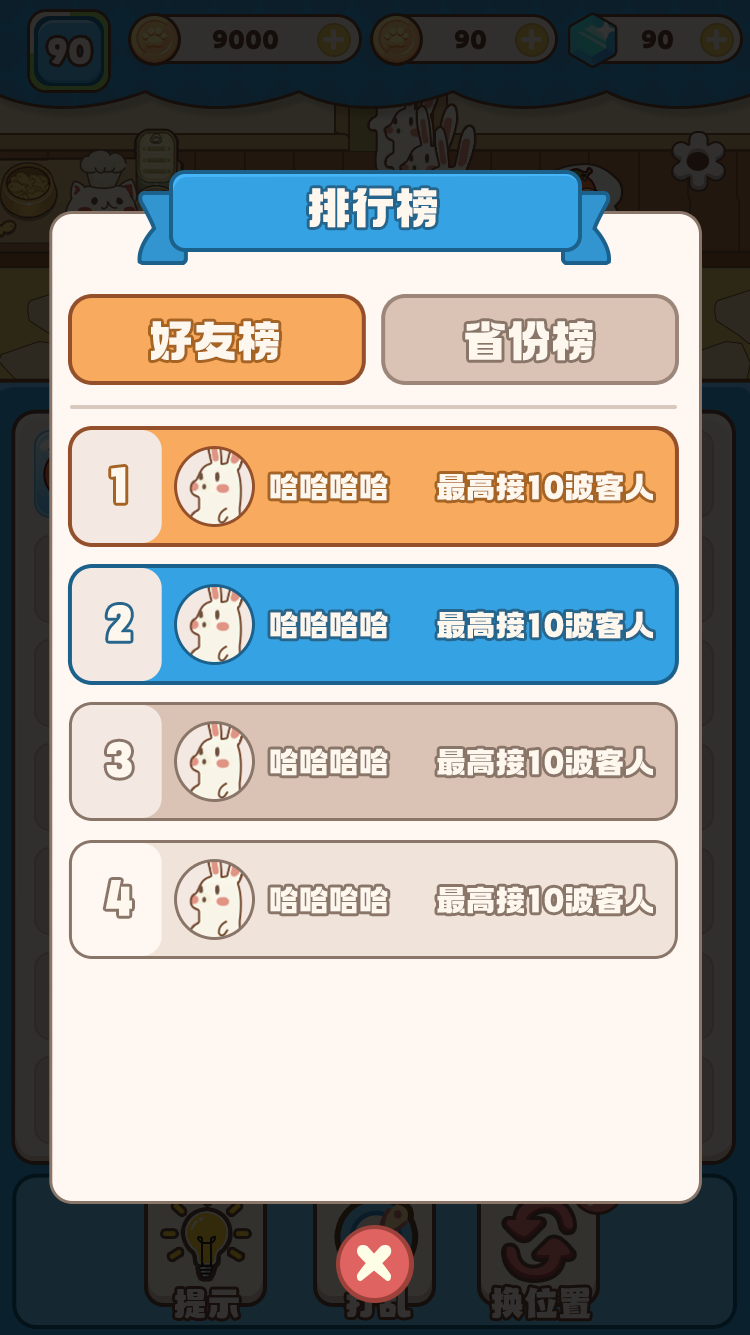 90 9000 90 90
排行榜
好友榜 省份榜
1 哈哈哈哈 最高接10波客人
2 哈哈哈哈 最高接10波客人
3 哈哈哈哈 最高接10波客人
4 哈哈哈哈 最高接10波客人
提示 打乱 换位置